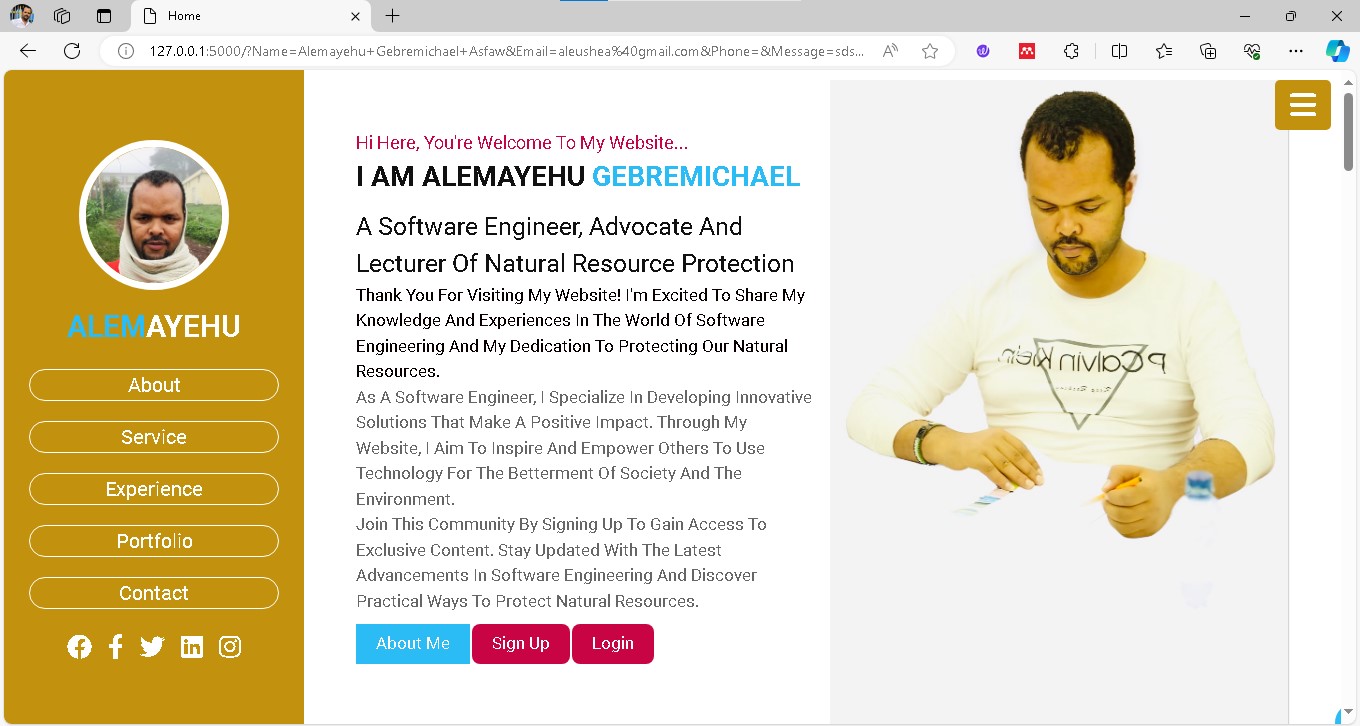 Home
127.0.0.1:5000/?Name=Alemayehu+Gebremichael+Asfaw&Email=aleushea%40gmail.com&Phone=&Message=sds...
ALEMAYEHU
About
Service
Experience
Portfolio
Contact
Hi Here, You're Welcome To My Website...
I AM ALEMAYEHU GEBREMICHAEL
A Software Engineer, Advocate And
Lecturer Of Natural Resource Protection
Thank You For Visiting My Website! I'm Excited To Share My
Knowledge And Experiences In The World Of Software
Engineering And My Dedication To Protecting Our Natural
Resources.
As A Software Engineer, I Specialize In Developing Innovative
Solutions That Make A Positive Impact. Through My
Website, I Aim To Inspire And Empower Others To Use
Technology For The Betterment Of Society And The
Environment.
Join This Community By Signing Up To Gain Access To
Exclusive Content. Stay Updated With The Latest
Advancements In Software Engineering And Discover
Practical Ways To Protect Natural Resources.
About Me
Sign Up
Login
Calvin Klein